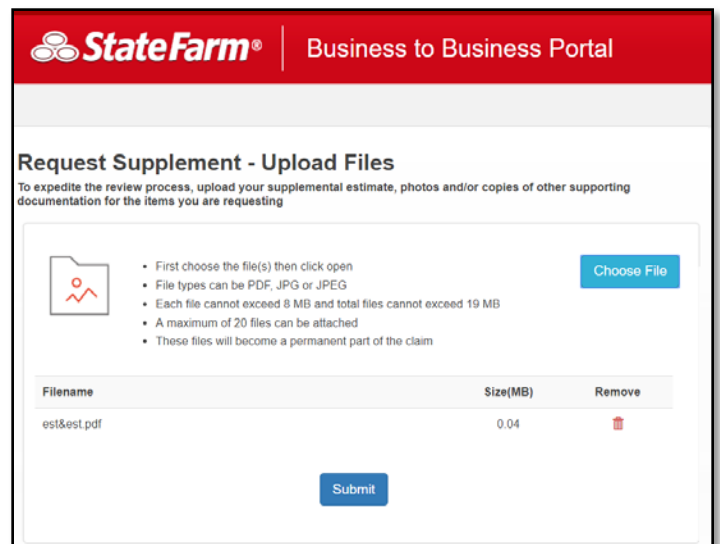 StateFarm®
Business to Business Portal
Request Supplement - Upload Files
To expedite the review process, upload your supplemental estimate, photos and/or copies of other supporting
documentation for the items you are requesting
• First choose the file(s) then click open
• File types can be PDF, JPG or JPEG
• Each file cannot exceed 8 MB and total files cannot exceed 19 MB
• A maximum of 20 files can be attached
• These files will become a permanent part of the claim
Choose File
Filename Size(MB) Remove
est&est.pdf 0.04
Submit